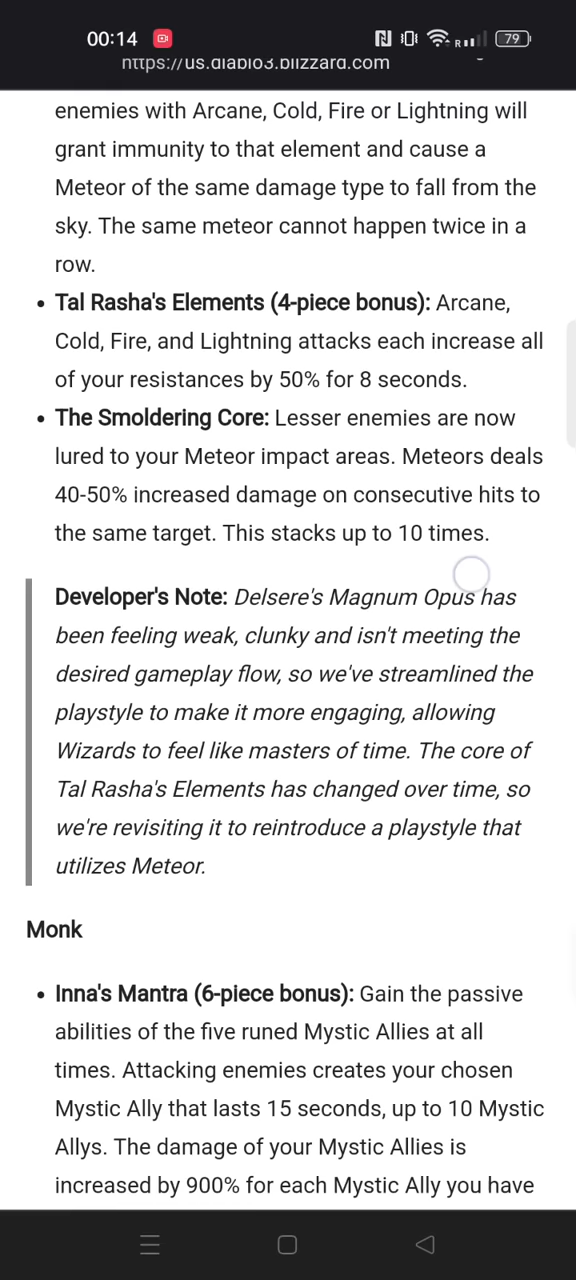 00:14
R
79
https://us.diablo3.blizzard.com
enemies with Arcane, Cold, Fire or Lightning will
grant immunity to that element and cause a
Meteor of the same damage type to fall from the
sky. The same meteor cannot happen twice in a
row.
• Tal Rasha's Elements (4-piece bonus): Arcane,
Cold, Fire, and Lightning attacks each increase all
of your resistances by 50% for 8 seconds.
• The Smoldering Core: Lesser enemies are now
lured to your Meteor impact areas. Meteors deals
40-50% increased damage on consecutive hits to
the same target. This stacks up to 10 times.
Developer's Note: Delsere's Magnum Opus has
been feeling weak, clunky and isn't meeting the
desired gameplay flow, so we've streamlined the
playstyle to make it more engaging, allowing
Wizards to feel like masters of time. The core of
Tal Rasha's Elements has changed over time, so
we're revisiting it to reintroduce a playstyle that
utilizes Meteor.
Monk
• Inna's Mantra (6-piece bonus): Gain the passive
abilities of the five runed Mystic Allies at all
times. Attacking enemies creates your chosen
Mystic Ally that lasts 15 seconds, up to 10 Mystic
Allys. The damage of your Mystic Allies is
increased by 900% for each Mystic Ally you have